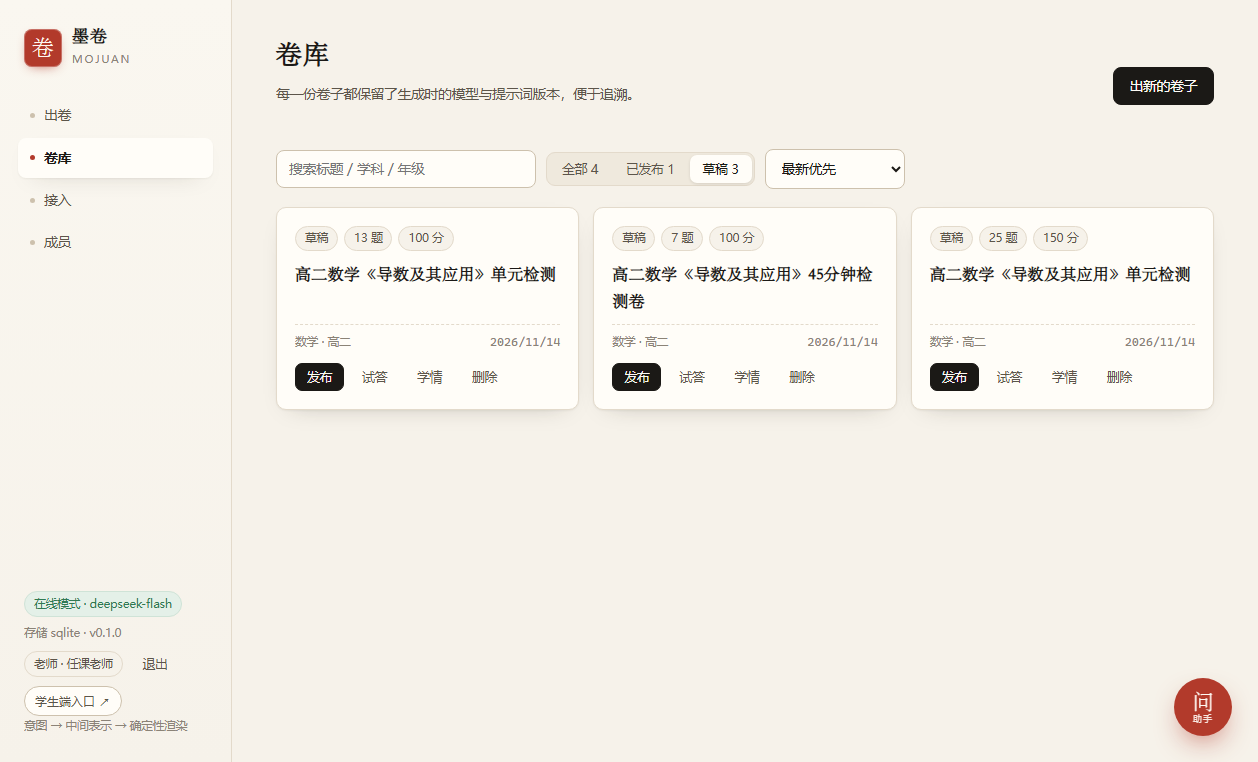 卷
墨卷
MOJUAN
出卷
卷库
接入
成员
在线模式 · deepseek-flash
存储 sqlite · v0.1.0
老师 · 任课老师
退出
学生端入口 ↗
意图 → 中间表示 → 确定性渲染
卷库
每一份卷子都保留了生成时的模型与提示词版本，便于追溯。
出新的卷子
搜索标题 / 学科 / 年级
全部 4
已发布 1
草稿 3
最新优先
草稿
13 题
100 分
高二数学《导数及其应用》单元检测
数学 · 高二
2026/11/14
发布
试答
学情
删除
草稿
7 题
100 分
高二数学《导数及其应用》45分钟检
测卷
数学 · 高二
2026/11/14
发布
试答
学情
删除
草稿
25 题
150 分
高二数学《导数及其应用》单元检测
数学 · 高二
2026/11/14
发布
试答
学情
删除
问
助手